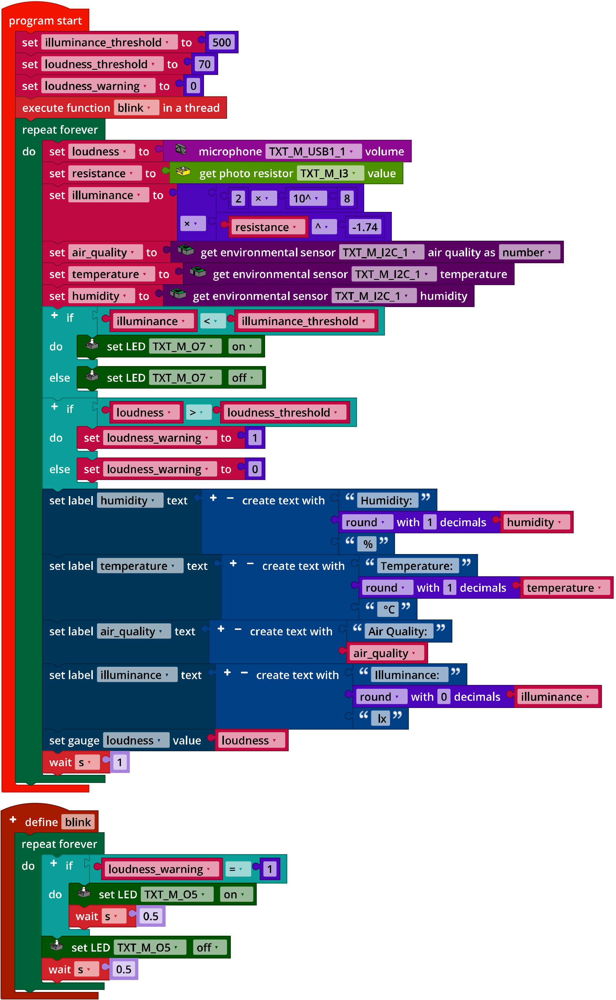 program start
set illuminance_threshold to 500
set loudness_threshold to 70
set loudness_warning to 0
execute function blink in a thread
repeat forever
do set loudness to microphone TXT_M_USB1_1 volume
set resistance to get photo resistor TXT_M_I3 value
set illuminance to 2 × 10^ 8
× resistance ^ -1.74
set air_quality to get environmental sensor TXT_M_I2C_1 air quality as number
set temperature to get environmental sensor TXT_M_I2C_1 temperature
set humidity to get environmental sensor TXT_M_I2C_1 humidity
+ if illuminance < illuminance_threshold
do set LED TXT_M_O7 on
else set LED TXT_M_O7 off
+ if loudness > loudness_threshold
do set loudness_warning to 1
else set loudness_warning to 0
set label humidity text + − create text with “ Humidity: ”
round with 1 decimals humidity
“ % ”
set label temperature text + − create text with “ Temperature: ”
round with 1 decimals temperature
“ °C ”
set label air_quality text + − create text with “ Air Quality: ”
air_quality
set label illuminance text + − create text with “ Illuminance: ”
round with 0 decimals illuminance
“ lx ”
set gauge loudness value loudness
wait s 1
+ define blink
repeat forever
do + if loudness_warning = 1
do set LED TXT_M_O5 on
wait s 0.5
set LED TXT_M_O5 off
wait s 0.5